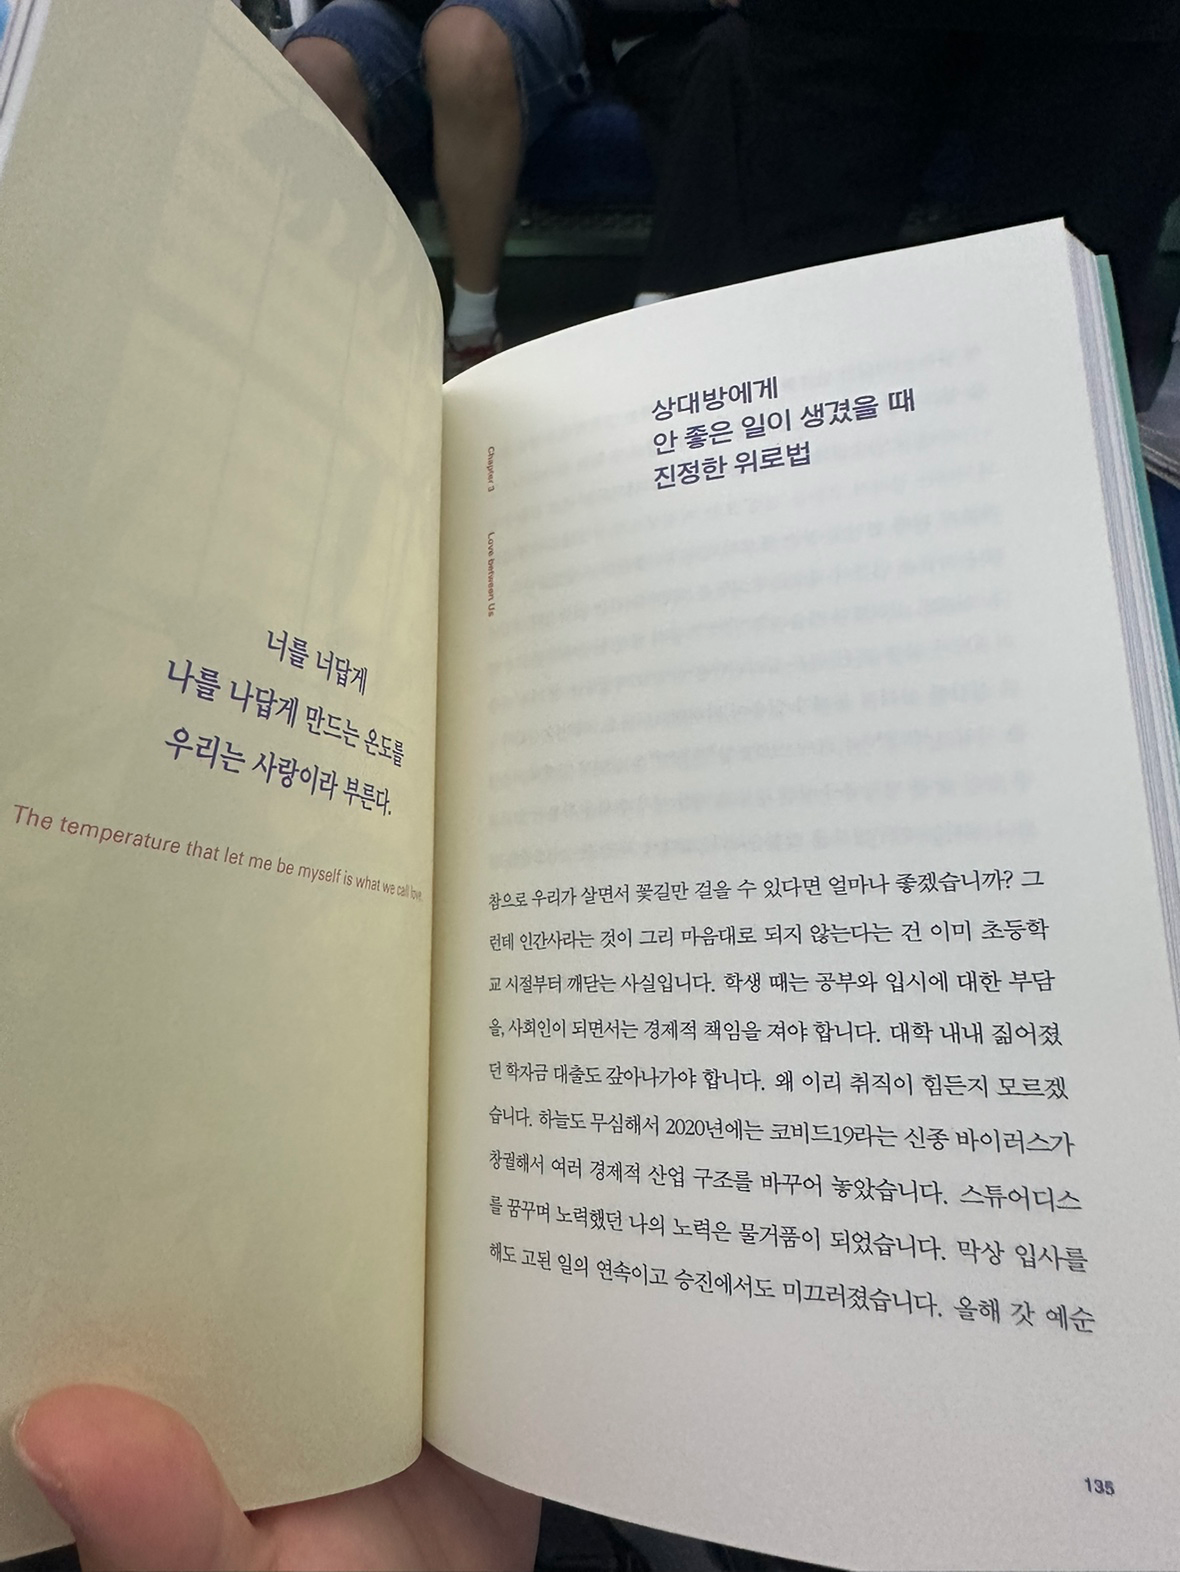 너를 너답게
나를 나답게 만드는 온도를
우리는 사랑이라 부른다.
The temperature that let me be myself is what we call love.
Chapter 3
Love between Us
상대방에게
안 좋은 일이 생겼을 때
진정한 위로법
참으로 우리가 살면서 꽃길만 걸을 수 있다면 얼마나 좋겠습니까? 그
런데 인간사라는 것이 그리 마음대로 되지 않는다는 건 이미 초등학
교 시절부터 깨닫는 사실입니다. 학생 때는 공부와 입시에 대한 부담
을, 사회인이 되면서는 경제적 책임을 져야 합니다. 대학 내내 짊어졌
던 학자금 대출도 갚아나가야 합니다. 왜 이리 취직이 힘든지 모르겠
습니다. 하늘도 무심해서 2020년에는 코비드19라는 신종 바이러스가
창궐해서 여러 경제적 산업 구조를 바꾸어 놓았습니다. 스튜어디스
를 꿈꾸며 노력했던 나의 노력은 물거품이 되었습니다. 막상 입사를
해도 고된 일의 연속이고 승진에서도 미끄러졌습니다. 올해 갓 예순
135